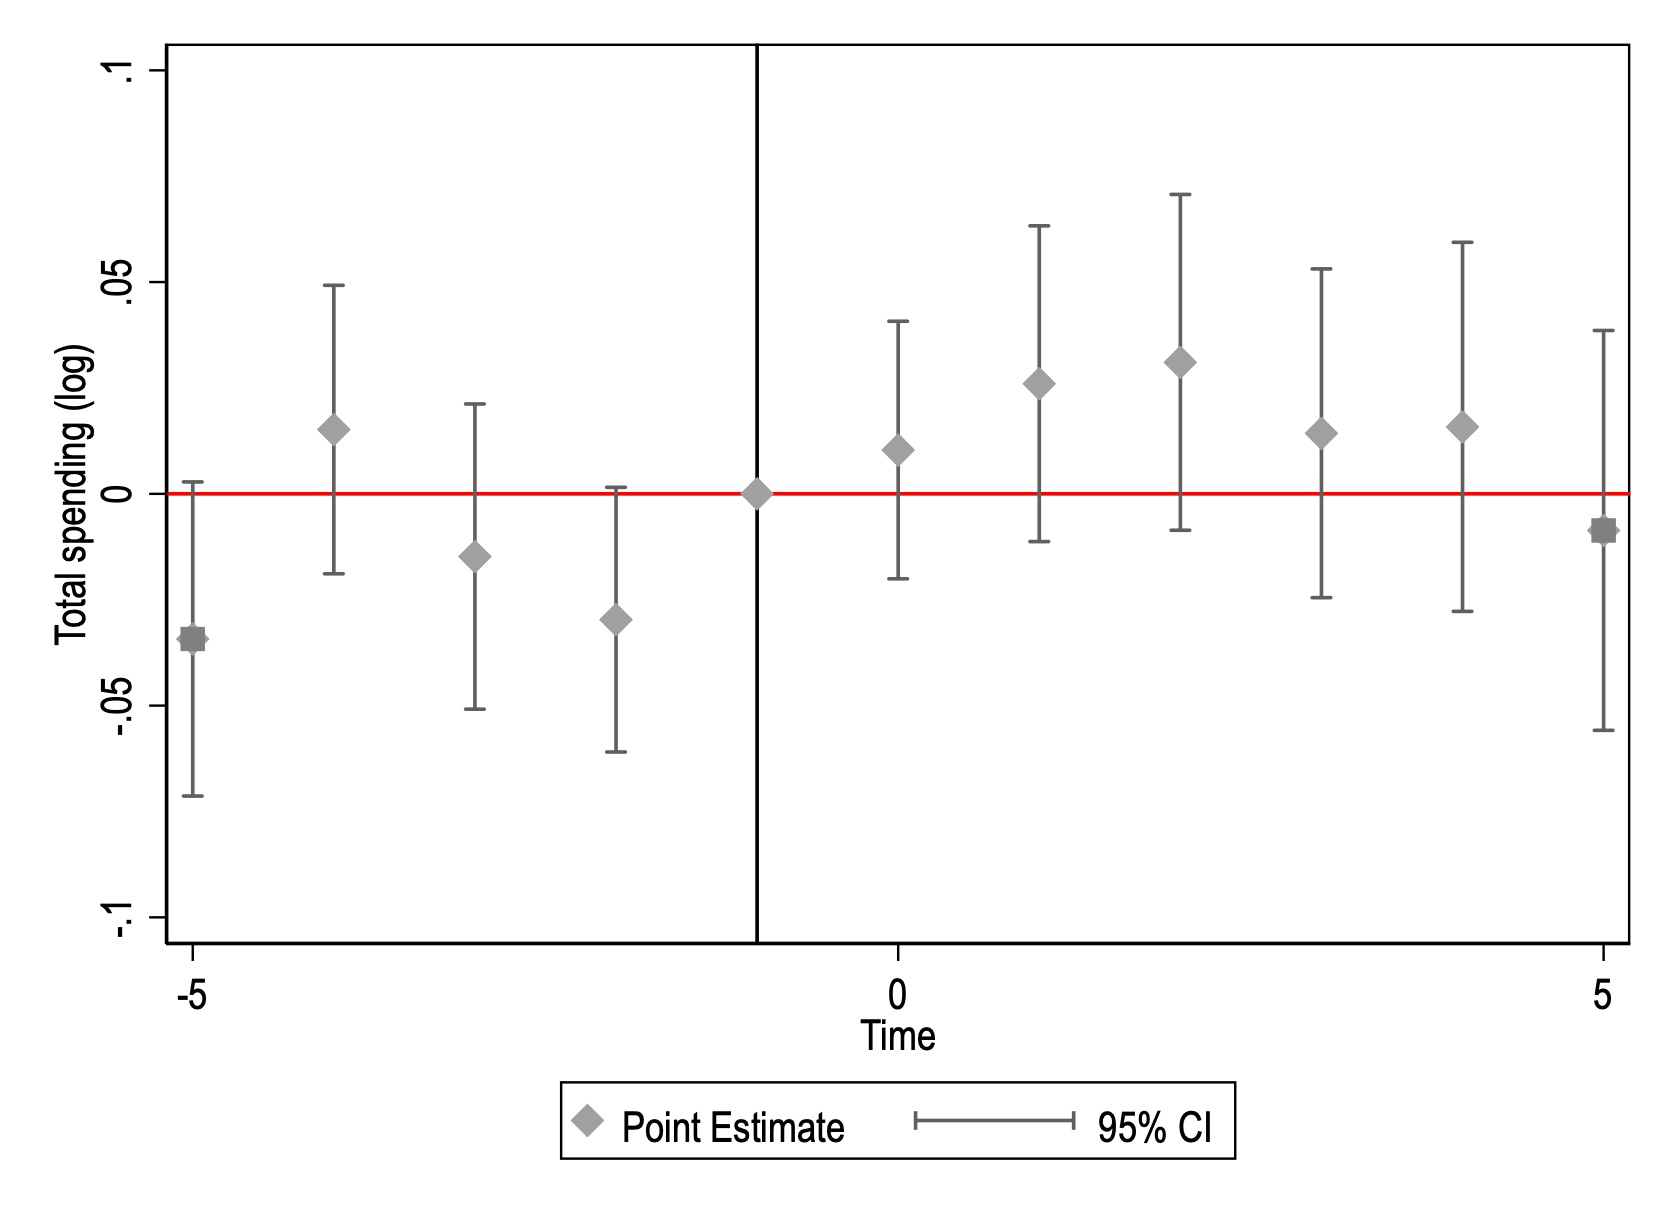 .1
.05
0
-.05
-.1
Total spending (log)
-5 0 5
Time
Point Estimate 95% CI